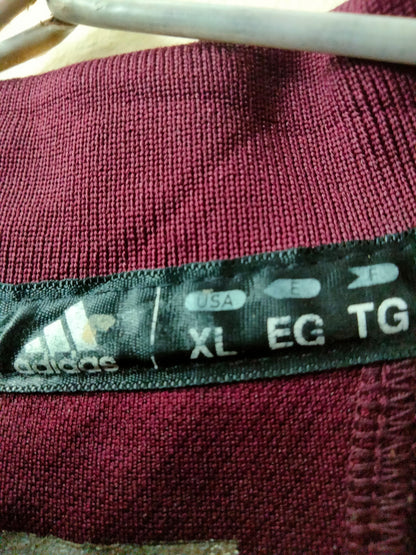 adidas
USA E F
XL EG TG